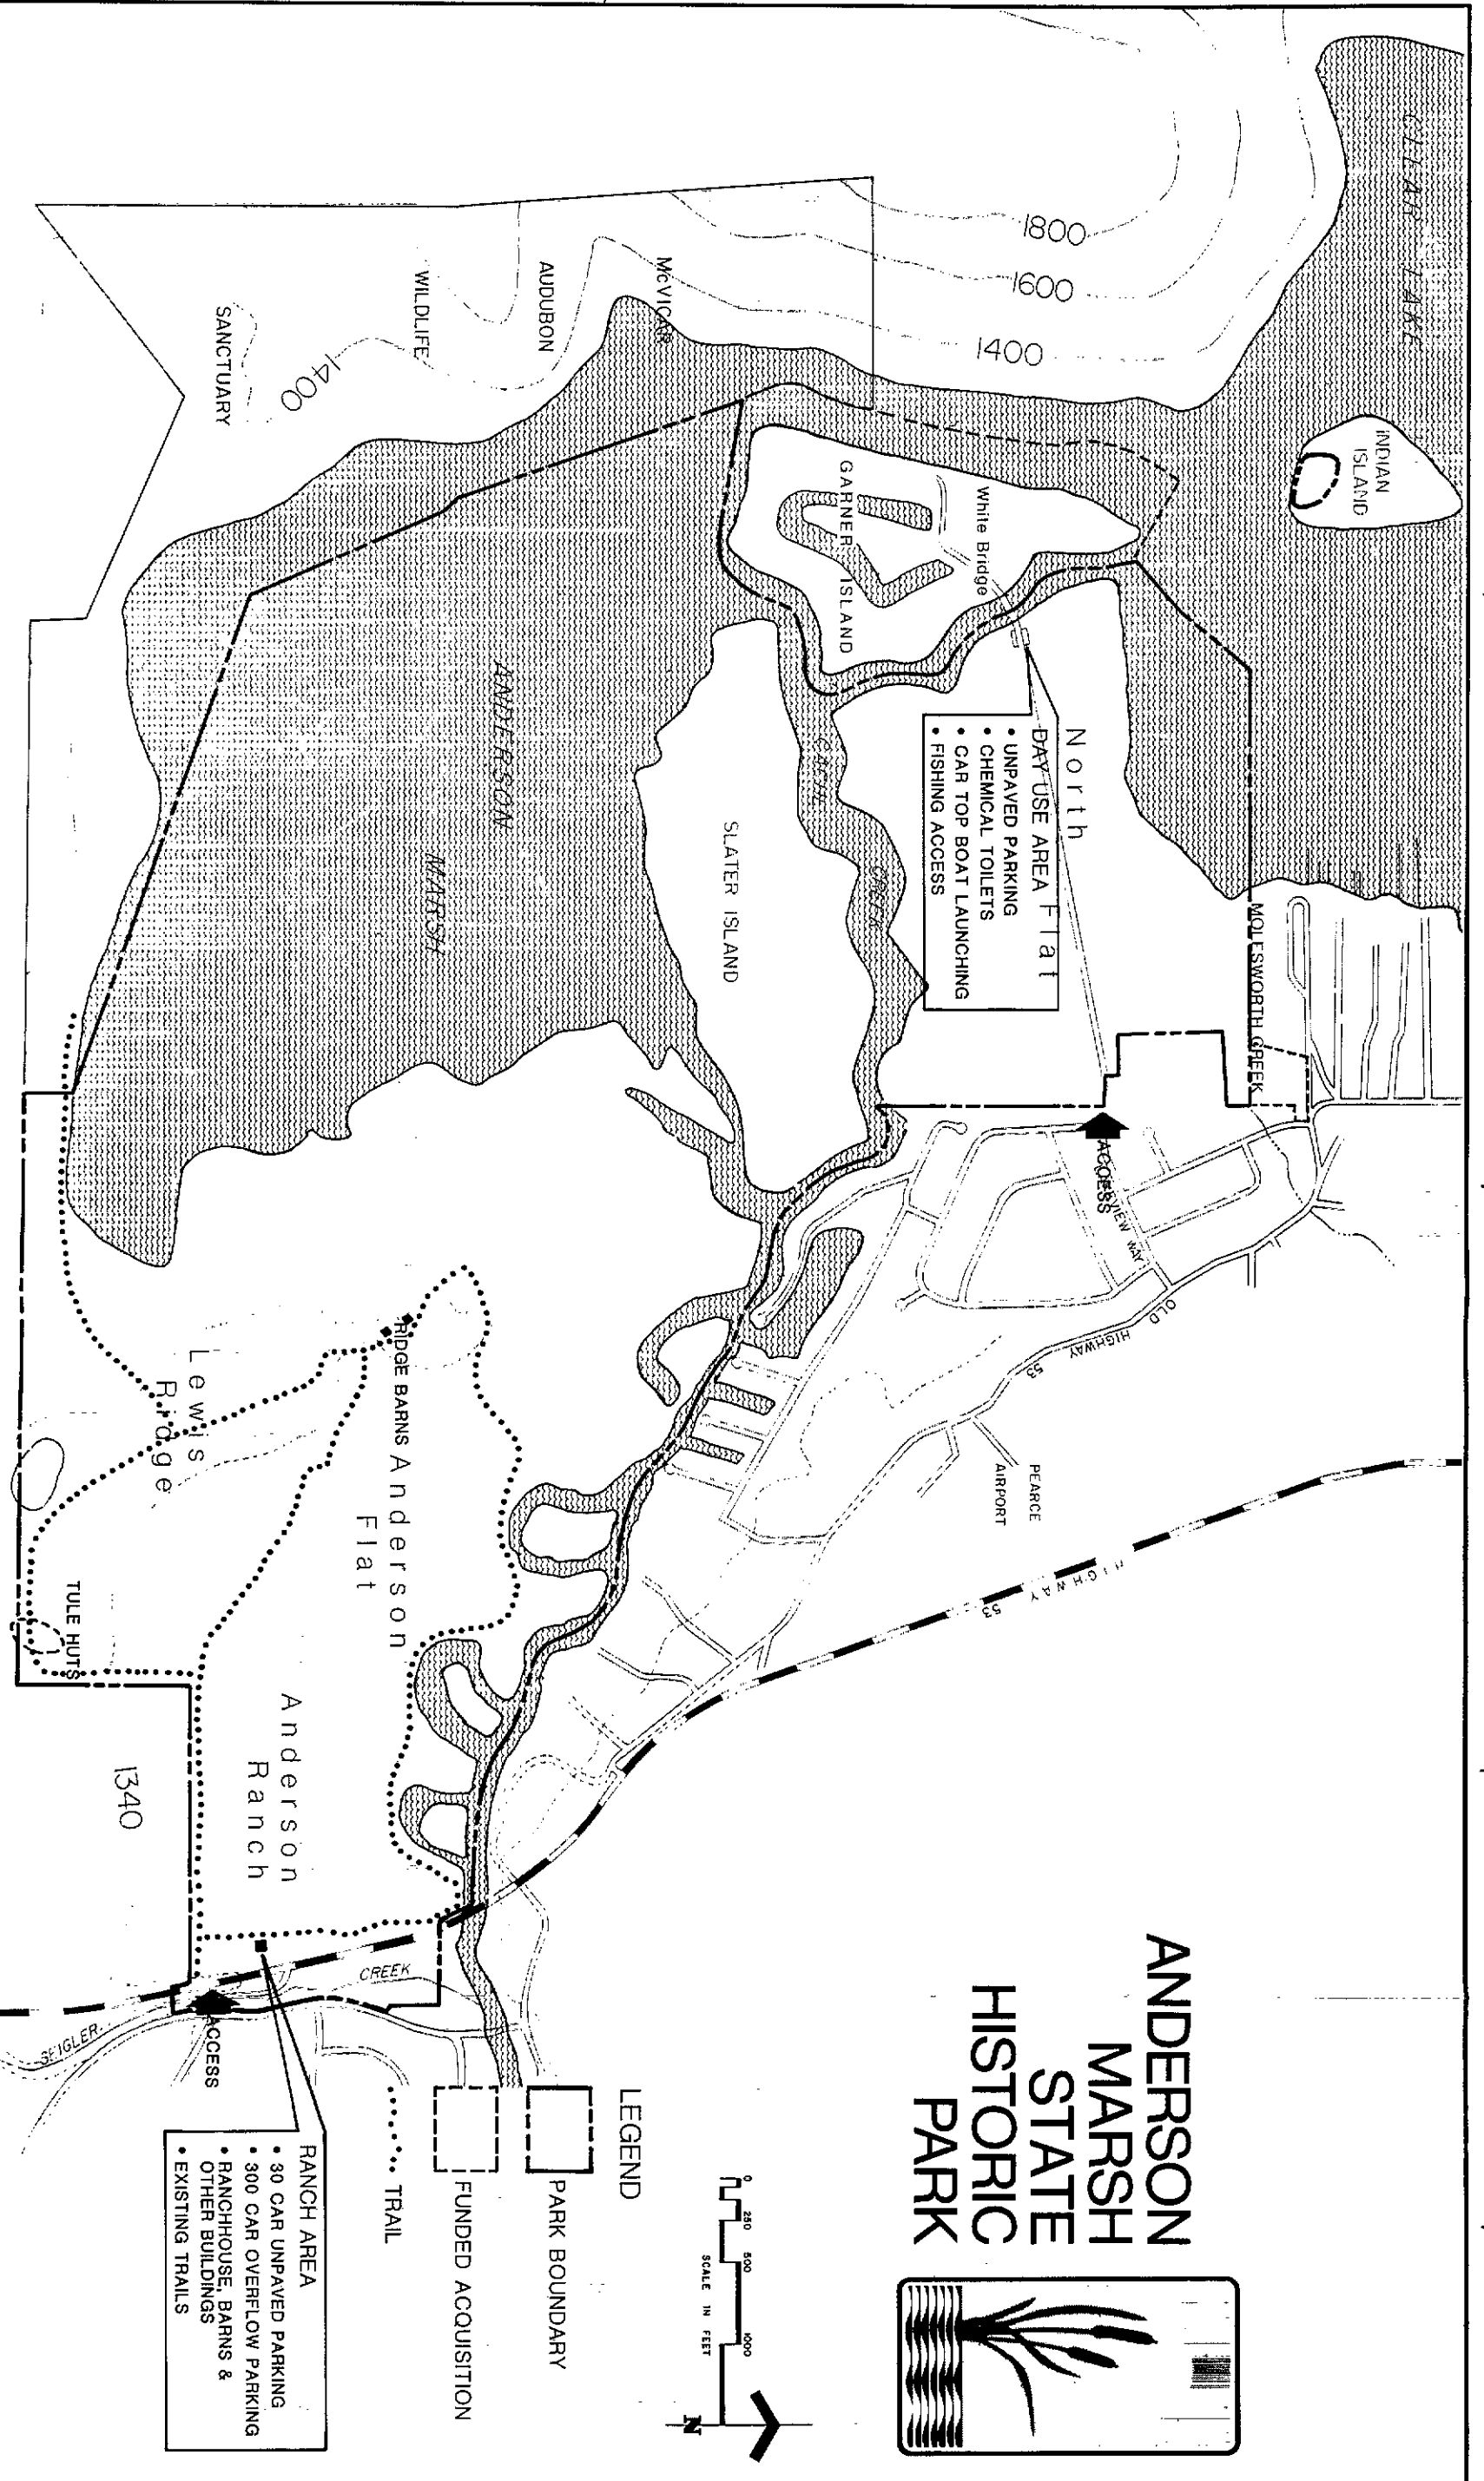 ANDERSON
MARSH
STATE
HISTORIC
PARK
CLEAR LAKE
INDIAN
ISLAND
1800
1600
1400
McVICAR
AUDUBON
WILDLIFE
SANCTUARY
1400
GARNER ISLAND
White Bridge
North
Flat
DAY USE AREA
• UNPAVED PARKING
• CHEMICAL TOILETS
• CAR TOP BOAT LAUNCHING
• FISHING ACCESS
MOLESWORTH CREEK
ACCESS
VIEW WAY
OLD
HIGHWAY
53
PEARCE
AIRPORT
HIGHWAY
53
CACHE
CREEK
SLATER ISLAND
ANDERSON
MARSH
RIDGE BARNS
Anderson
Flat
Lewis
Ridge
TULE HUTS
Anderson
Ranch
1340
CREEK
SEIGLER
ACCESS
RANCH AREA
• 30 CAR UNPAVED PARKING
• 300 CAR OVERFLOW PARKING
• RANCHHOUSE, BARNS &
OTHER BUILDINGS
• EXISTING TRAILS
LEGEND
PARK BOUNDARY
FUNDED ACQUISITION
TRAIL
0 250 500 1000
SCALE IN FEET
N